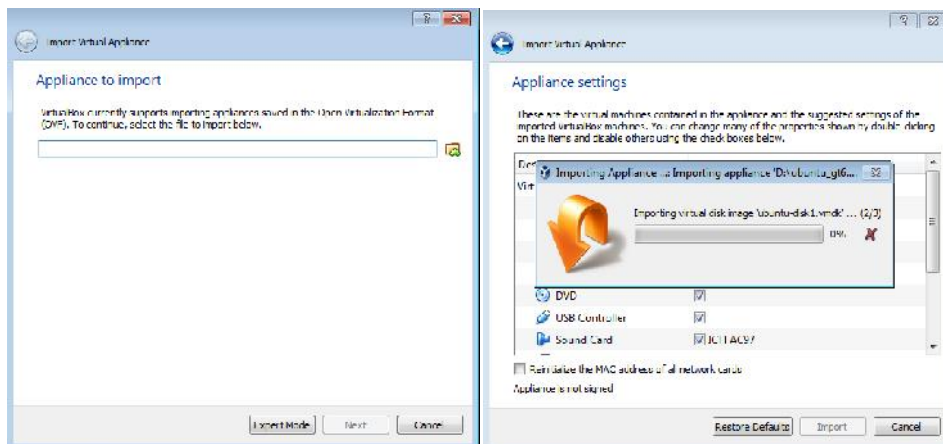 Import Virtual Appliance
Appliance to import
VirtualBox currently supports importing appliances saved in the Open Virtualization Format
(OVF). To continue, select the file to import below.
Expert Mode
Next
Cancel
Import Virtual Appliance
Appliance settings
These are the virtual machines contained in the appliance and the suggested settings of the
imported VirtualBox machines. You can change many of the properties shown by double-clicking
on the items and disable others using the check boxes below.
Des
Virt
Importing Appliance ...: Importing appliance 'D:\ubuntu_gt6....
Importing virtual disk image 'ubuntu-disk1.vmdk' ... (2/3)
0%
DVD
USB Controller
Sound Card
ICH AC97
Reinitialize the MAC address of all network cards
Appliance is not signed
Restore Defaults
Import
Cancel